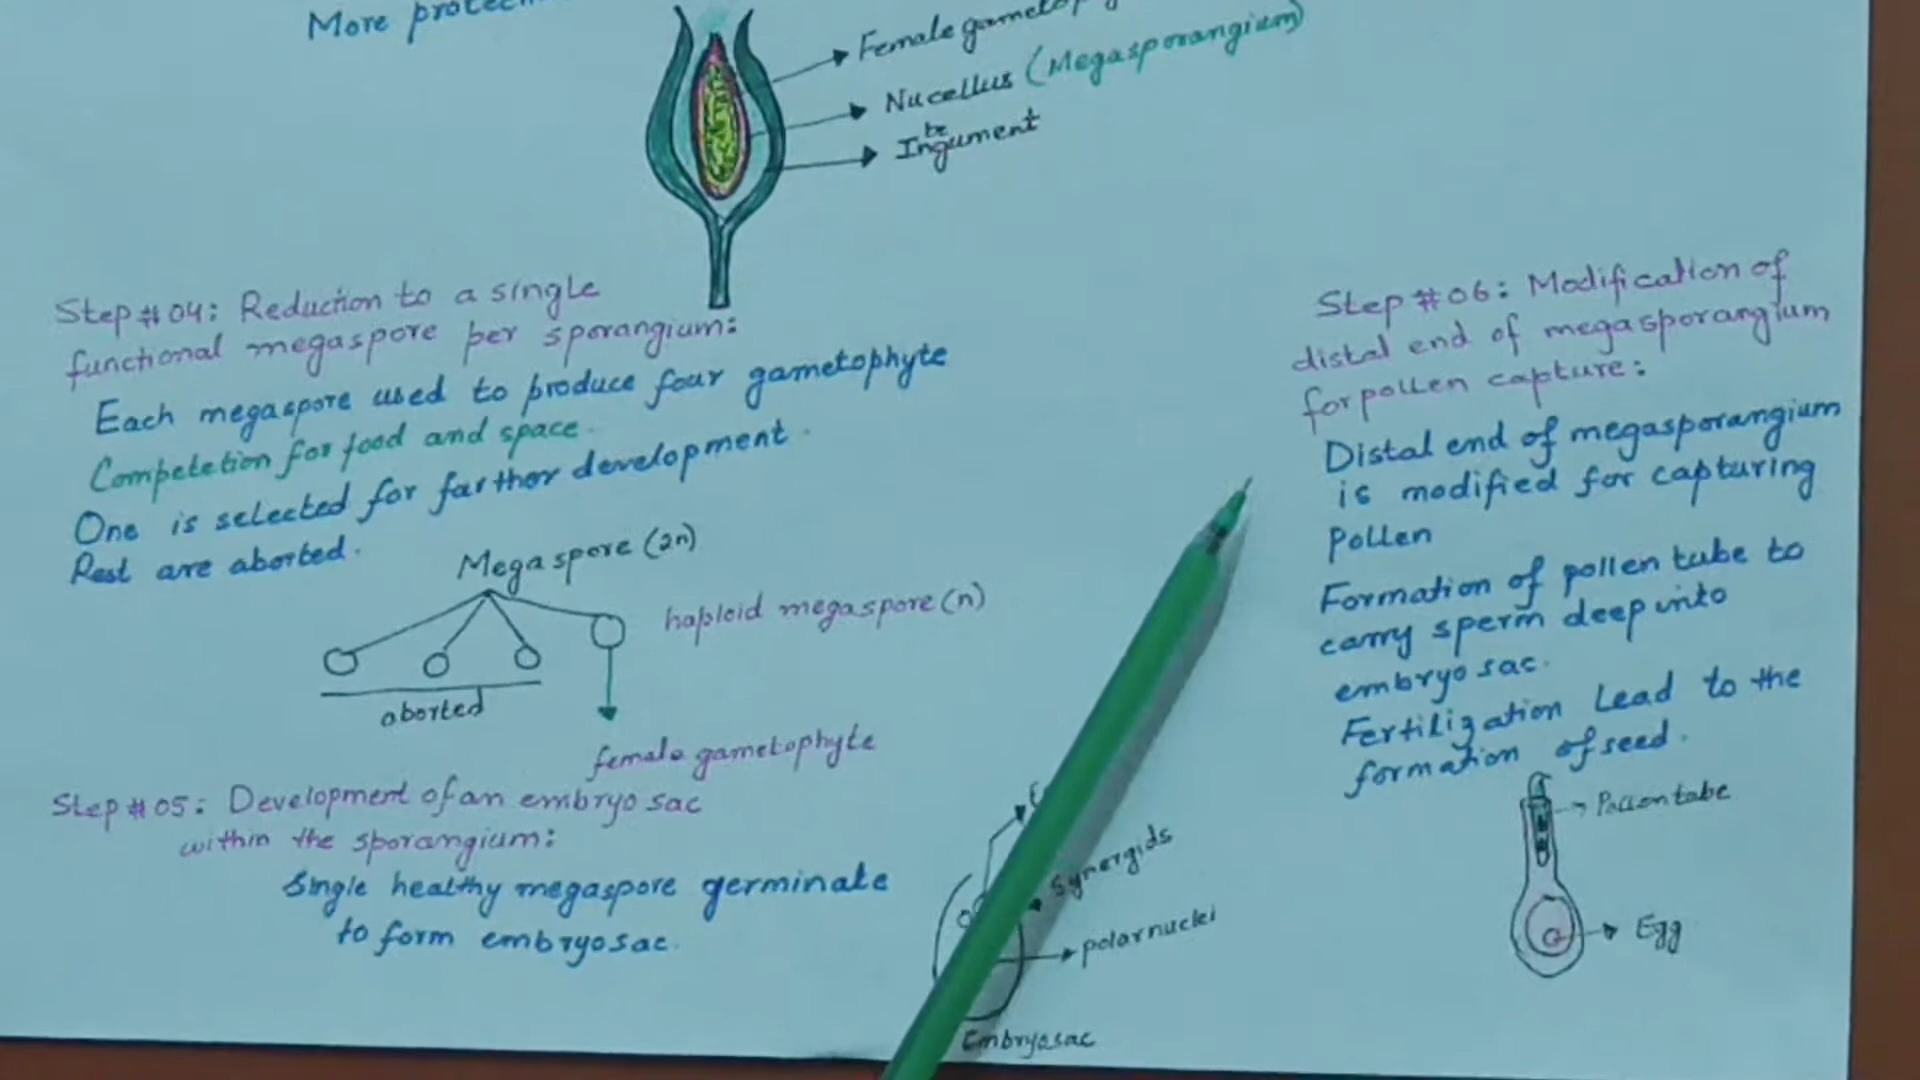 More
Female
Nucellus (Megasporangium)
Integument
Step # 04: Reduction to a single
functional megaspore per sporangium:
Each megaspore used to produce four gametophyte
Competetion for food and space.
One is selected for farther development.
Rest are aborted.
Megaspore (2n)
haploid megaspore (n)
aborted
female gametophyte
Step # 05: Development of an embryo sac
within the sporangium:
Single healthy megaspore germinate
to form embryosac.
Synergids
polar nuclei
Embryosac
Step # 06: Modification of
distal end of megasporangium
for pollen capture:
Distal end of megasporangium
is modified for capturing
pollen
Formation of pollen tube to
carry sperm deep into
embryo sac.
Fertilization Lead to the
formation of seed.
Pollen tube
Egg